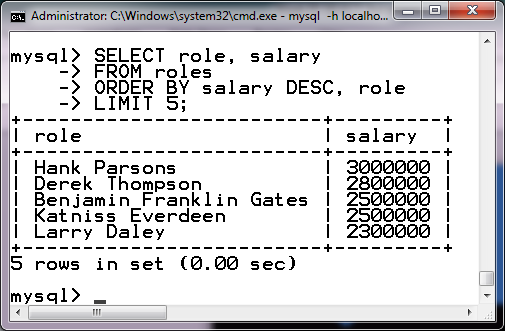 Administrator: C:\Windows\system32\cmd.exe - mysql  -h localho...
mysql> SELECT role, salary
    -> FROM roles
    -> ORDER BY salary DESC, role
    -> LIMIT 5;
+---------------------------+---------+
| role                      | salary  |
+---------------------------+---------+
| Hank Parsons              | 3000000 |
| Derek Thompson            | 2800000 |
| Benjamin Franklin Gates   | 2500000 |
| Katniss Everdeen          | 2500000 |
| Larry Daley               | 2300000 |
+---------------------------+---------+
5 rows in set (0.00 sec)
mysql> _